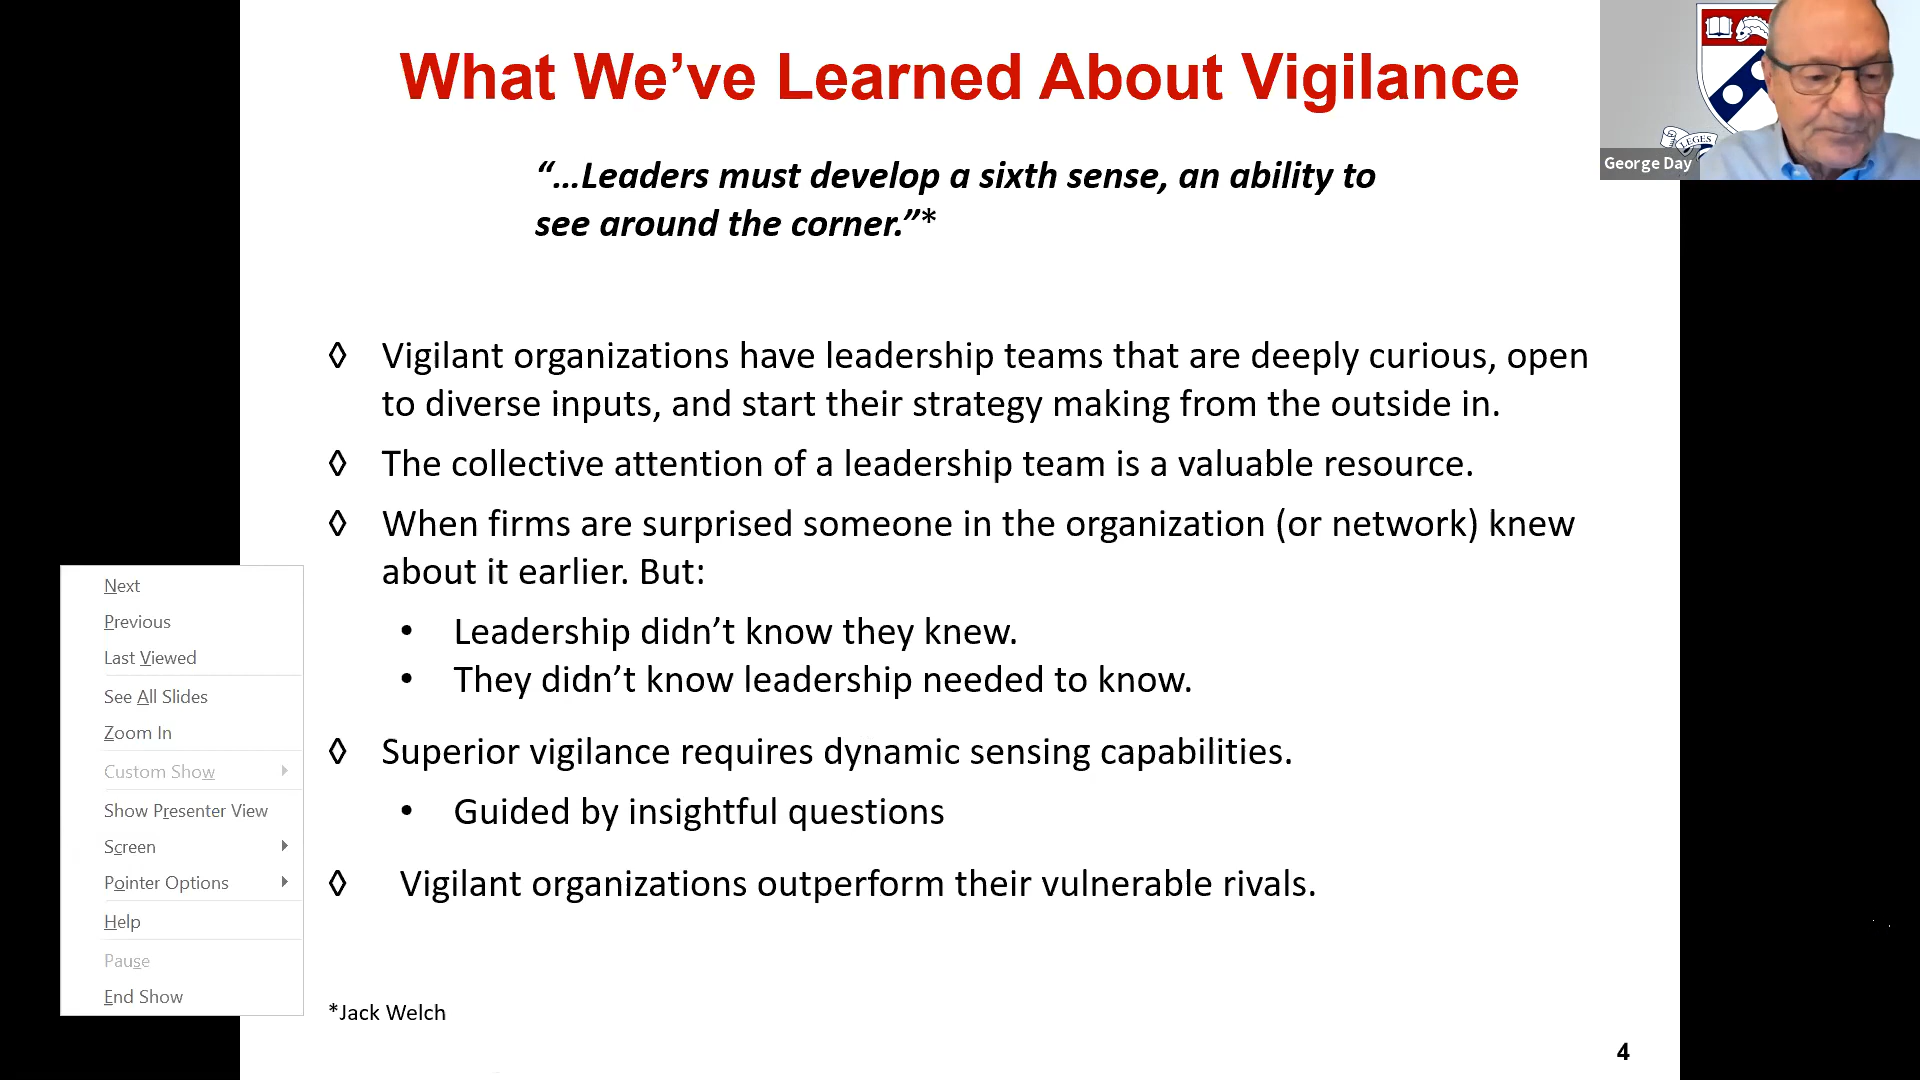 What We’ve Learned About Vigilance
“…Leaders must develop a sixth sense, an ability to
see around the corner.”*
◊ Vigilant organizations have leadership teams that are deeply curious, open
to diverse inputs, and start their strategy making from the outside in.
◊ The collective attention of a leadership team is a valuable resource.
◊ When firms are surprised someone in the organization (or network) knew
about it earlier. But:
• Leadership didn’t know they knew.
• They didn’t know leadership needed to know.
◊ Superior vigilance requires dynamic sensing capabilities.
• Guided by insightful questions
◊ Vigilant organizations outperform their vulnerable rivals.
*Jack Welch
4
Next
Previous
Last Viewed
See All Slides
Zoom In
Custom Show
Show Presenter View
Screen
Pointer Options
Help
Pause
End Show
LEGES
George Day